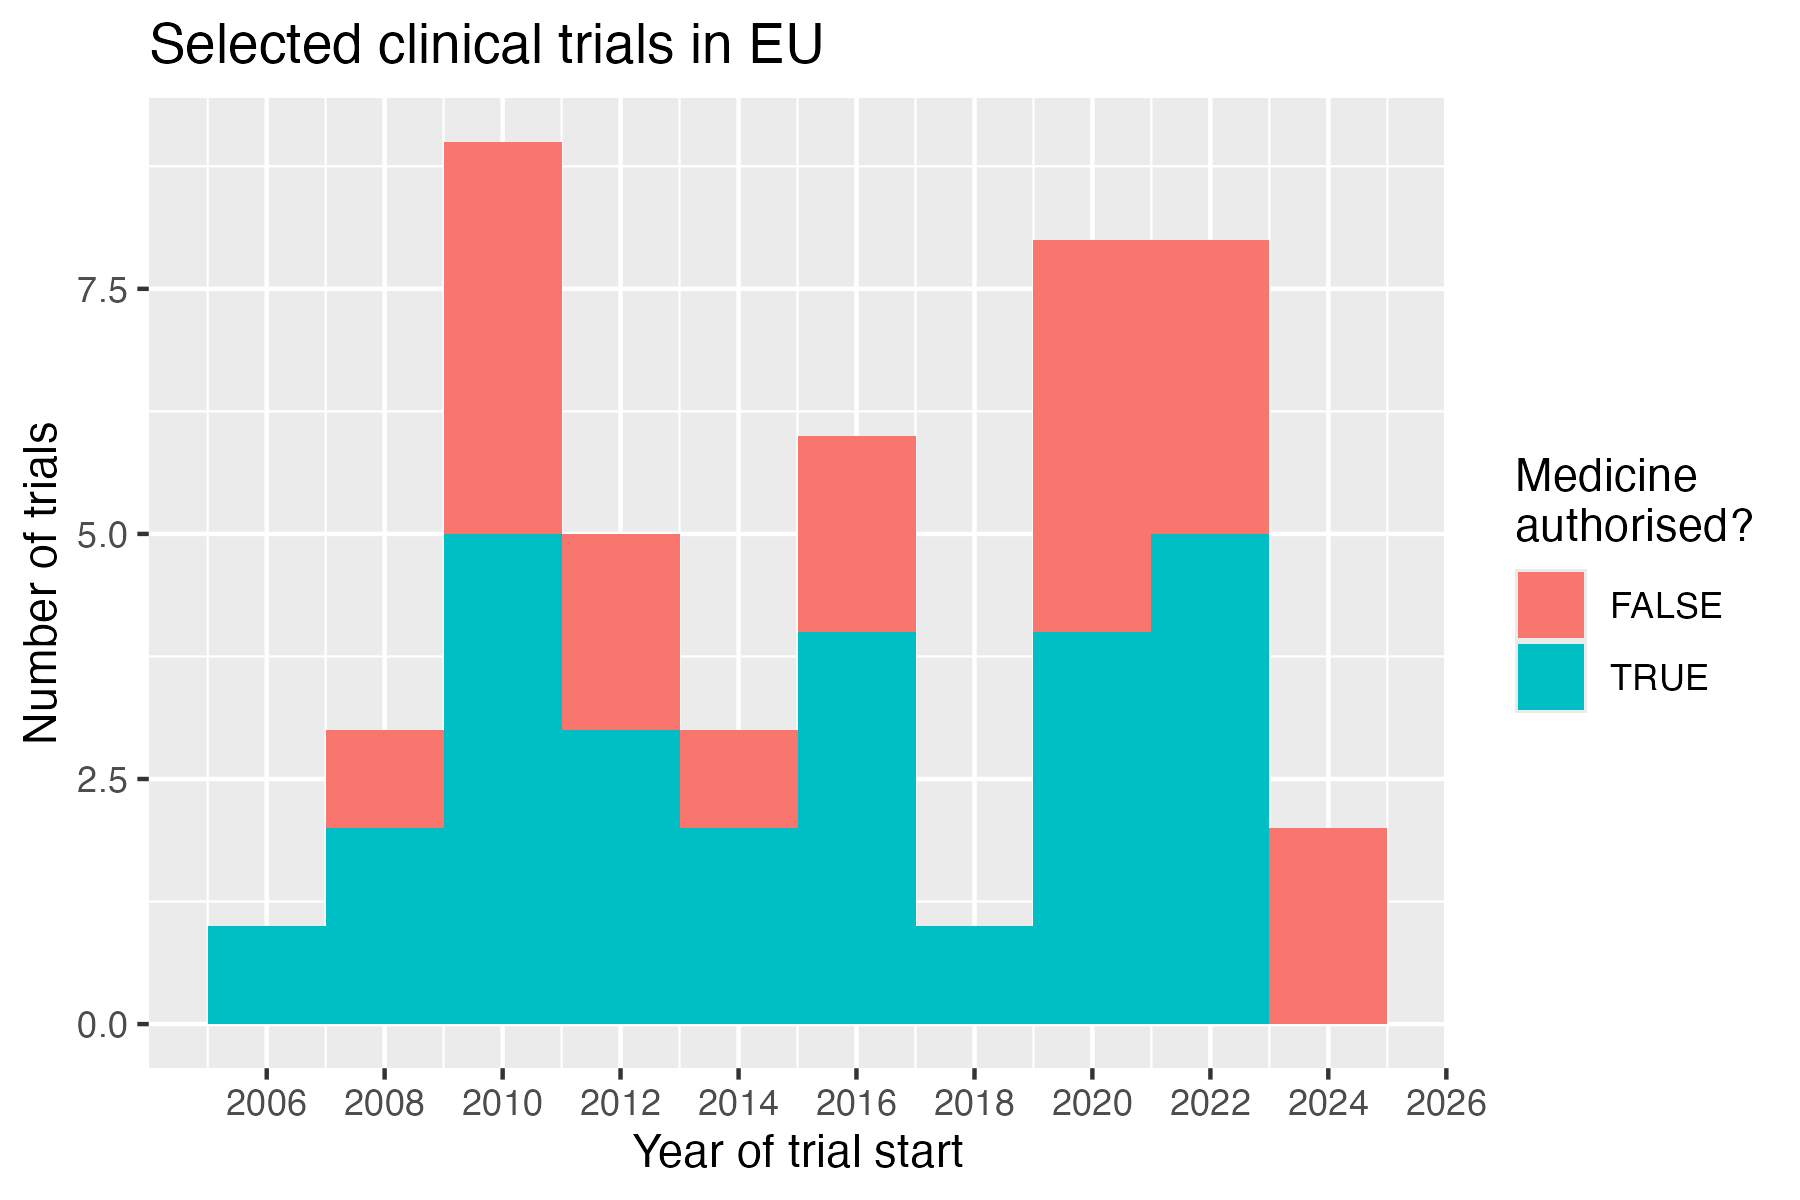 Selected clinical trials in EU
7.5
5.0
2.5
0.0
Number of trials
2006 2008 2010 2012 2014 2016 2018 2020 2022 2024 2026
Year of trial start
Medicine
authorised?
FALSE
TRUE